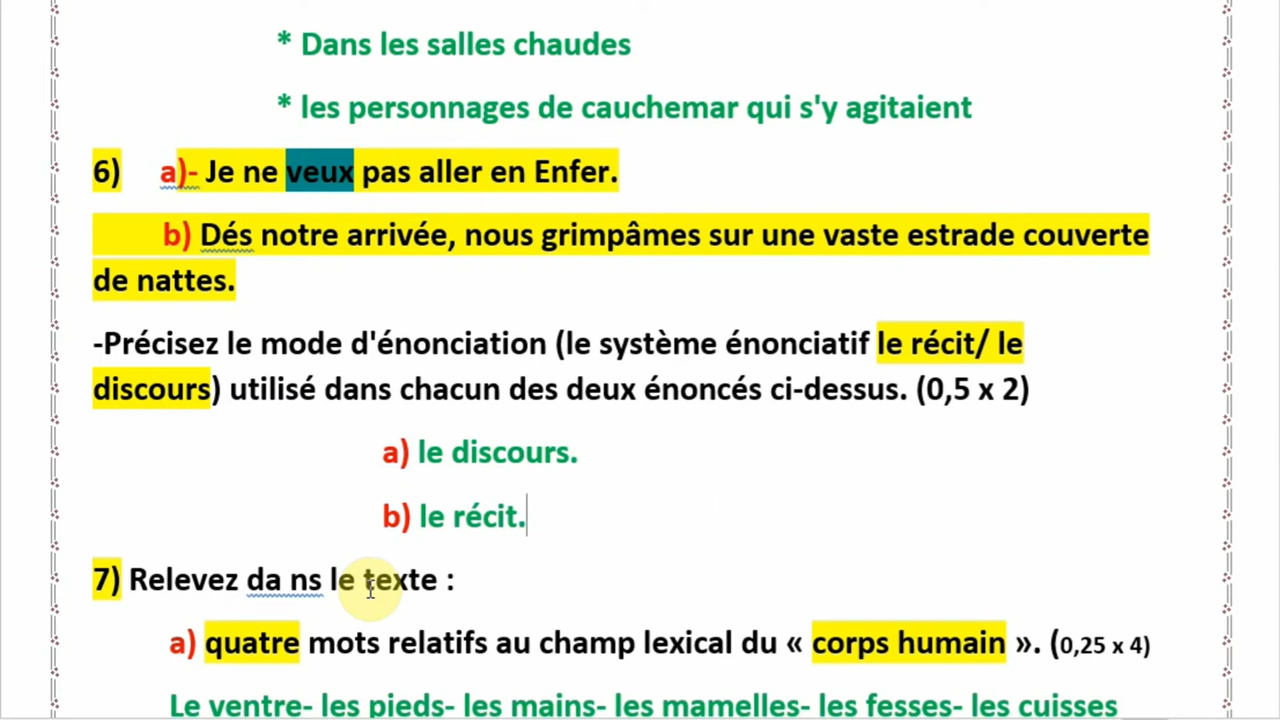 * Dans les salles chaudes
* les personnages de cauchemar qui s'y agitaient
6) a)- Je ne veux pas aller en Enfer.
b) Dés notre arrivée, nous grimpâmes sur une vaste estrade couverte
de nattes.
-Précisez le mode d'énonciation (le système énonciatif le récit/ le
discours) utilisé dans chacun des deux énoncés ci-dessus. (0,5 x 2)
a) le discours.
b) le récit.
7) Relevez da ns le texte :
a) quatre mots relatifs au champ lexical du « corps humain ». (0,25 x 4)
Le ventre- les pieds- les mains- les mamelles- les fesses- les cuisses